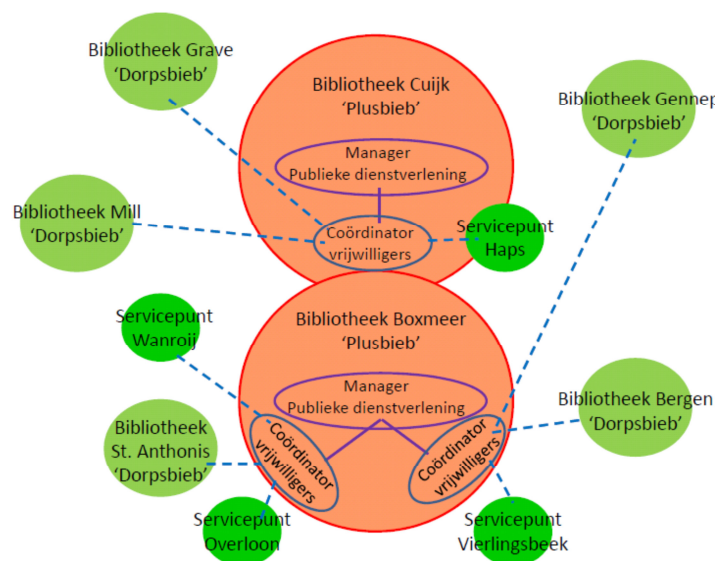 Bibliotheek Grave
‘Dorpsbieb’
Bibliotheek Cuijk
‘Plusbieb’
Bibliotheek Gennep
‘Dorpsbieb’
Manager
Publieke dienstverlening
Bibliotheek Mill
‘Dorpsbieb’
Coördinator
vrijwilligers
Servicepunt
Haps
Servicepunt
Wanroij
Bibliotheek Boxmeer
‘Plusbieb’
Manager
Publieke dienstverlening
Bibliotheek Bergen
‘Dorpsbieb’
Bibliotheek
St. Anthonis
‘Dorpsbieb’
Coördinator
vrijwilligers
Coördinator
vrijwilligers
Servicepunt
Overloon
Servicepunt
Vierlingsbeek